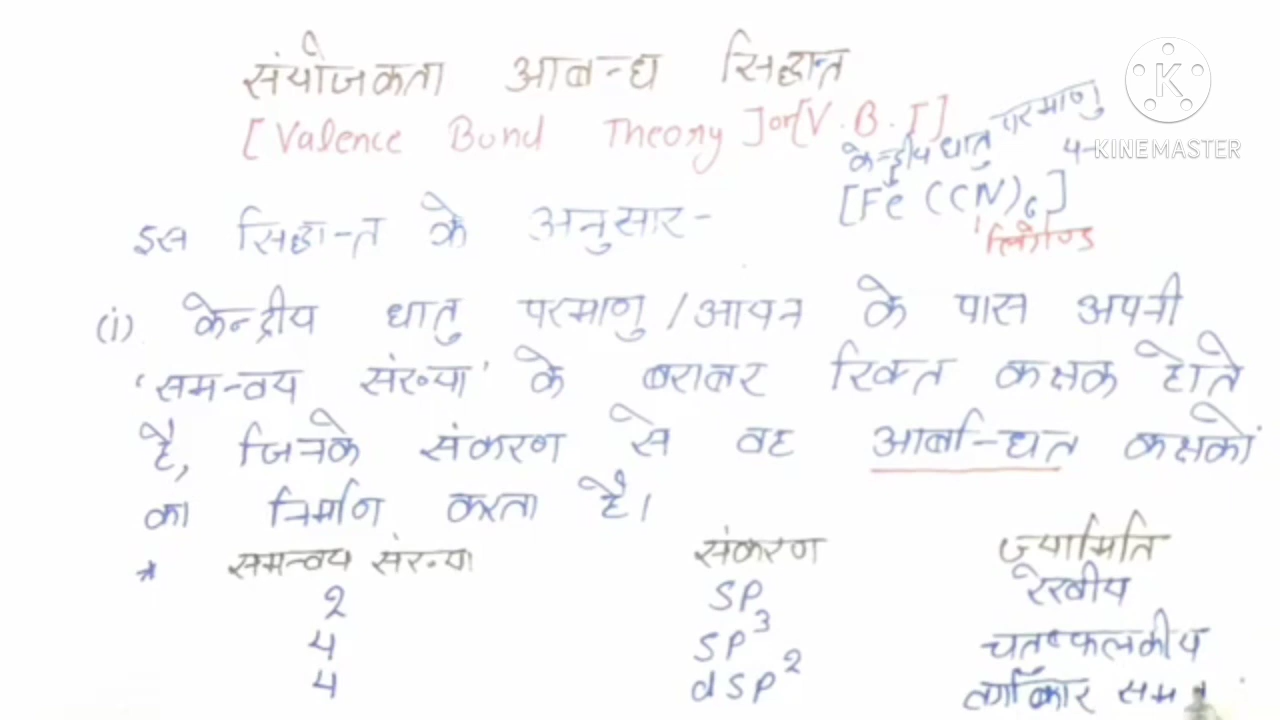 संयोजकता आबन्ध सिद्धान्त
[Valence Bond Theory] or [V.B.T]
केन्द्रीय धातु परमाणु
4-
KINEMASTER
[Fe(CN)6]
लिगेण्ड
इस सिद्धान्त के अनुसार-
(i) केन्द्रीय धातु परमाणु/आयन के पास अपनी
'समन्वय संख्या' के बराबर रिक्त कक्षक होते
है, जिनके संकरण से वह आबन्धित कक्षकों
का निर्माण करता है।
* समन्वय संख्या संकरण ज्यामिति
2 SP रेखीय
4 SP3 चतुष्फलकीय
4 dSP2 वर्गाकार